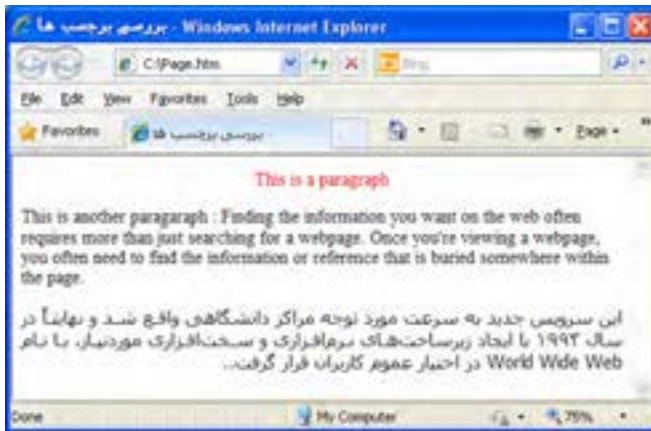 بررسی برچسب ها - Windows Internet Explorer
C:\Page.htm
Bing
File Edit View Favorites Tools Help
Favorites بررسی برچسب ها Page
This is a paragraph
This is another paragaraph : Finding the information you want on the web often
requires more than just searching for a webpage. Once you're viewing a webpage,
you often need to find the information or reference that is buried somewhere within
the page.
این سرویس جدید به سرعت مورد توجه مراکز دانشگاهی واقع شد و نهایتاً در
سال ۱۹۹۲ با ایجاد زیرساخت‌های نرم‌افزاری و سخت‌افزاری موردنیاز، با نام
World Wide Web در اختیار عموم کاربران قرار گرفت...
Done My Computer 75%